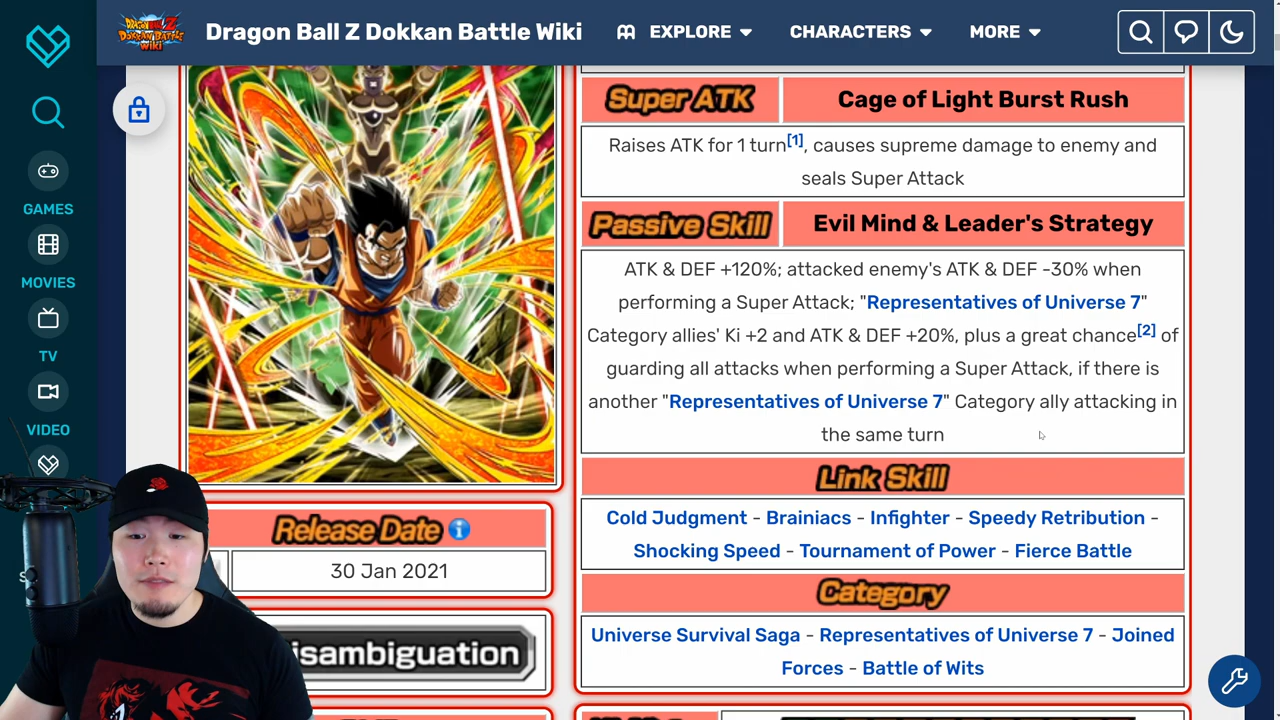 DRAGON BALL Z
DOKKAN
BATTLE
WIKI
Dragon Ball Z Dokkan Battle Wiki
EXPLORE
CHARACTERS
MORE
GAMES
MOVIES
TV
VIDEO
Super ATK
Cage of Light Burst Rush
Raises ATK for 1 turn[1], causes supreme damage to enemy and
seals Super Attack
Passive Skill
Evil Mind & Leader's Strategy
ATK & DEF +120%; attacked enemy's ATK & DEF -30% when
performing a Super Attack; "Representatives of Universe 7"
Category allies' Ki +2 and ATK & DEF +20%, plus a great chance[2] of
guarding all attacks when performing a Super Attack, if there is
another "Representatives of Universe 7" Category ally attacking in
the same turn
Link Skill
Cold Judgment - Brainiacs - Infighter - Speedy Retribution -
Shocking Speed - Tournament of Power - Fierce Battle
Category
Universe Survival Saga - Representatives of Universe 7 - Joined
Forces - Battle of Wits
Release Date
30 Jan 2021
isambiguation